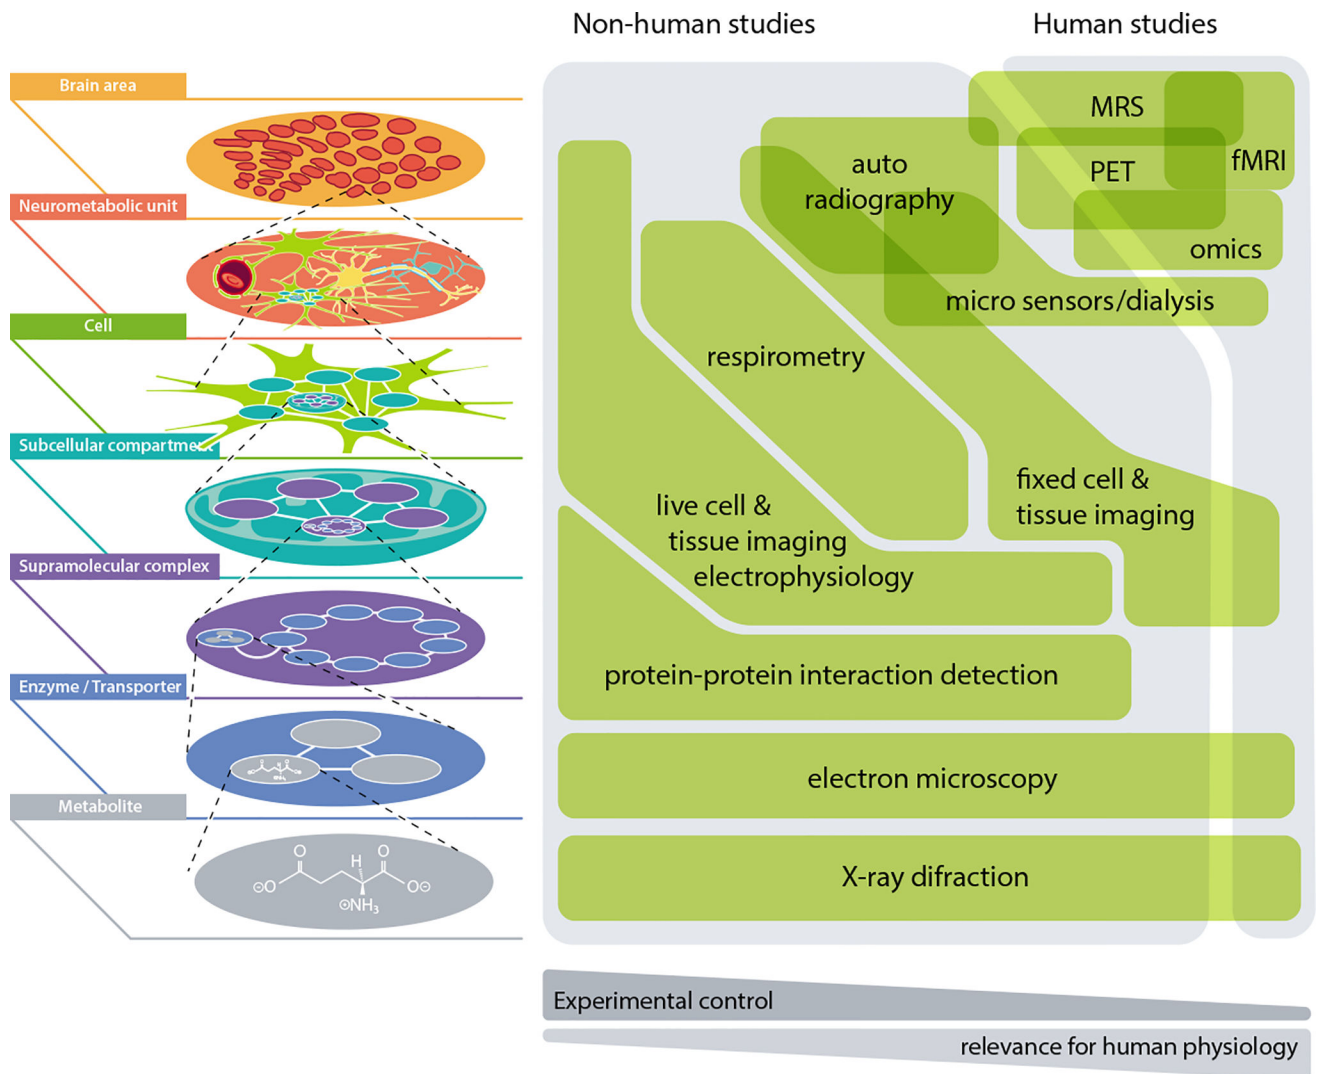 Non-human studies
Human studies
Brain area
Neurometabolic unit
Cell
Subcellular compartment
Supramolecular complex
Enzyme / Transporter
Metabolite
O
H
O
⊖O
O⊖
⊕NH₃
MRS
fMRI
PET
omics
auto
radiography
micro sensors/dialysis
respirometry
fixed cell &
tissue imaging
live cell &
tissue imaging
electrophysiology
protein-protein interaction detection
electron microscopy
X-ray difraction
Experimental control
relevance for human physiology